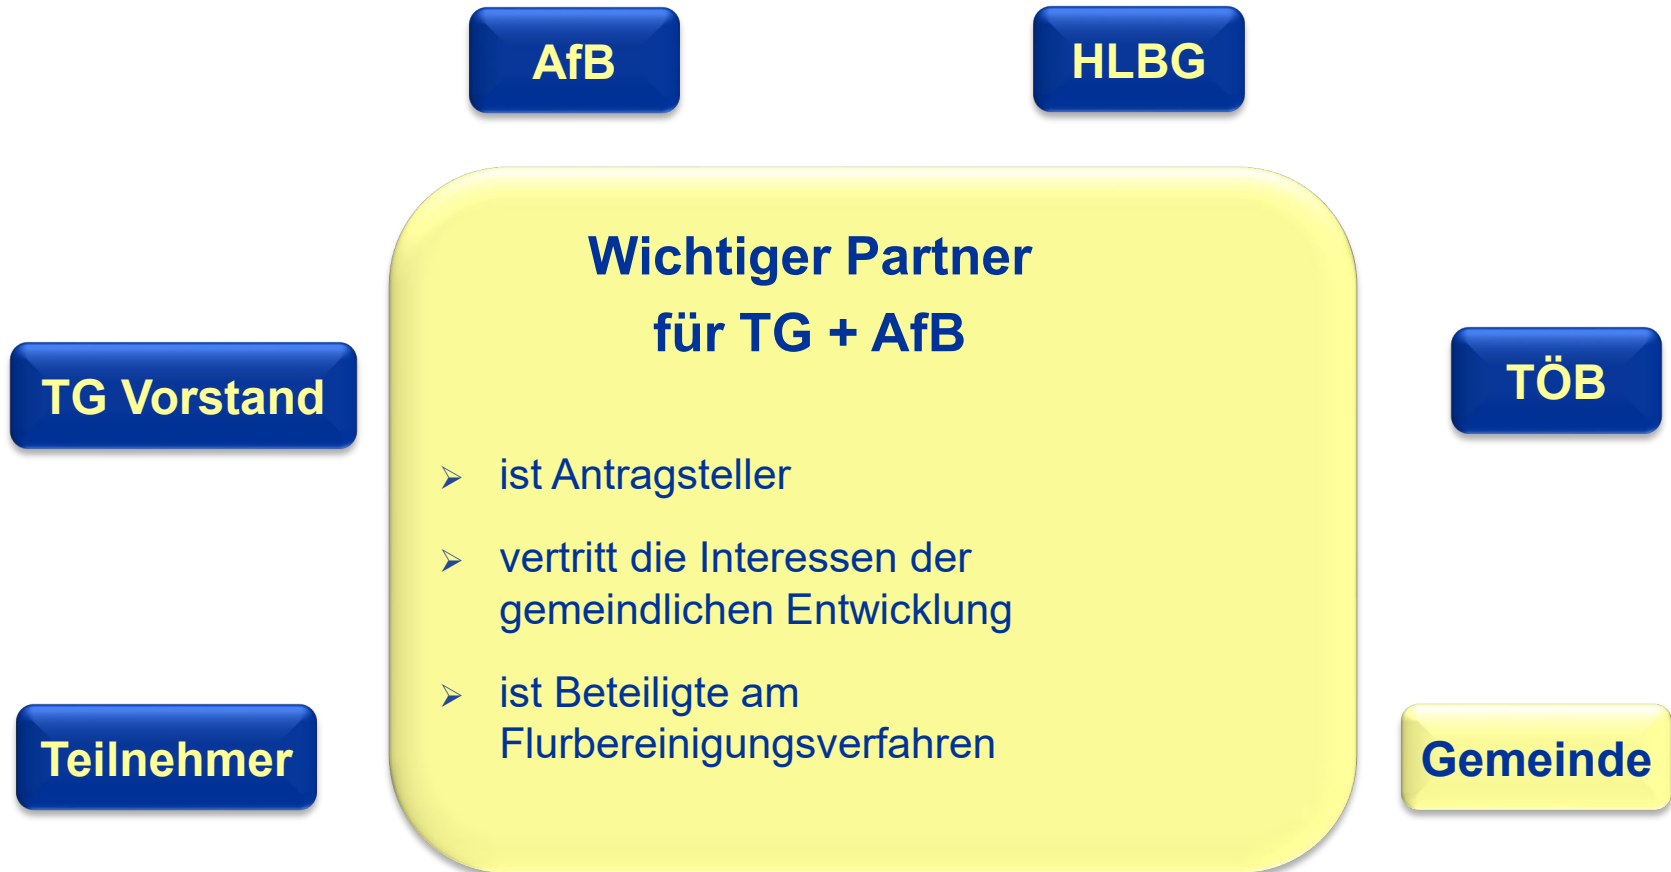 AfB
HLBG
Wichtiger Partner
für TG + AfB
TG Vorstand
TÖB
➢ ist Antragsteller
➢ vertritt die Interessen der
gemeindlichen Entwicklung
➢ ist Beteiligte am
Flurbereinigungsverfahren
Teilnehmer
Gemeinde